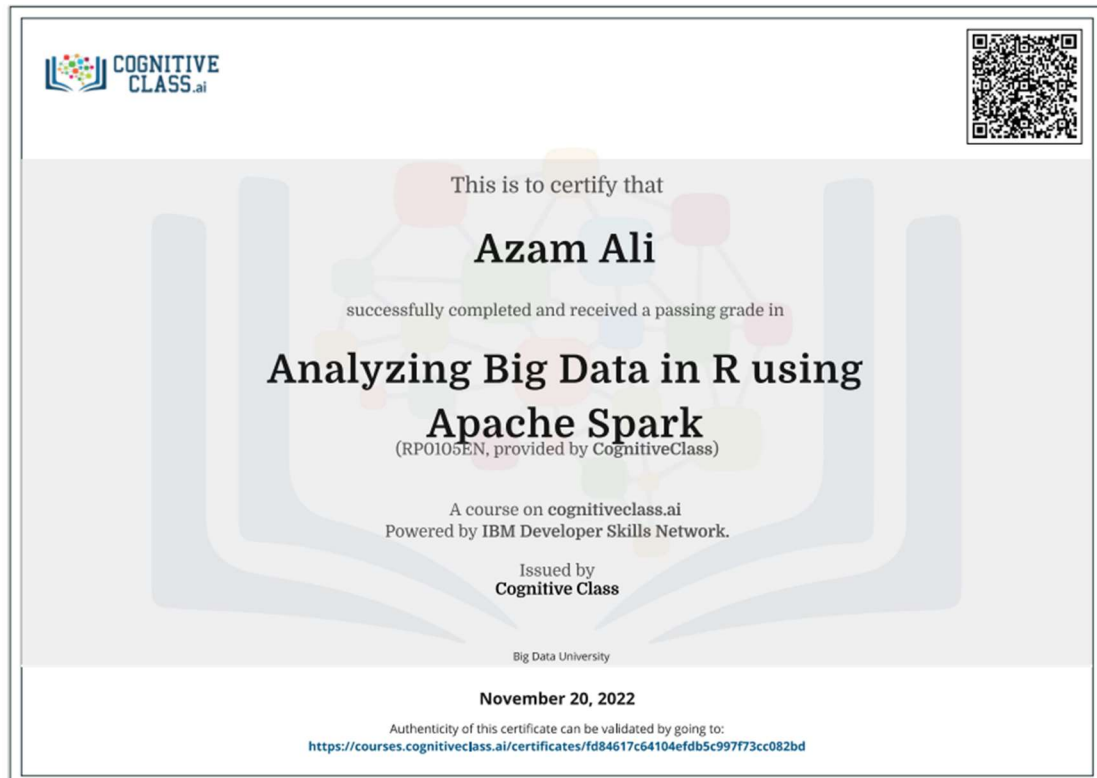 COGNITIVE
CLASS.ai
This is to certify that
Azam Ali
successfully completed and received a passing grade in
Analyzing Big Data in R using
Apache Spark
(RP0105EN, provided by CognitiveClass)
A course on cognitiveclass.ai
Powered by IBM Developer Skills Network.
Issued by
Cognitive Class
Big Data University
November 20, 2022
Authenticity of this certificate can be validated by going to:
https://courses.cognitiveclass.ai/certificates/fd84617c64104efdb5c997f73cc082bd